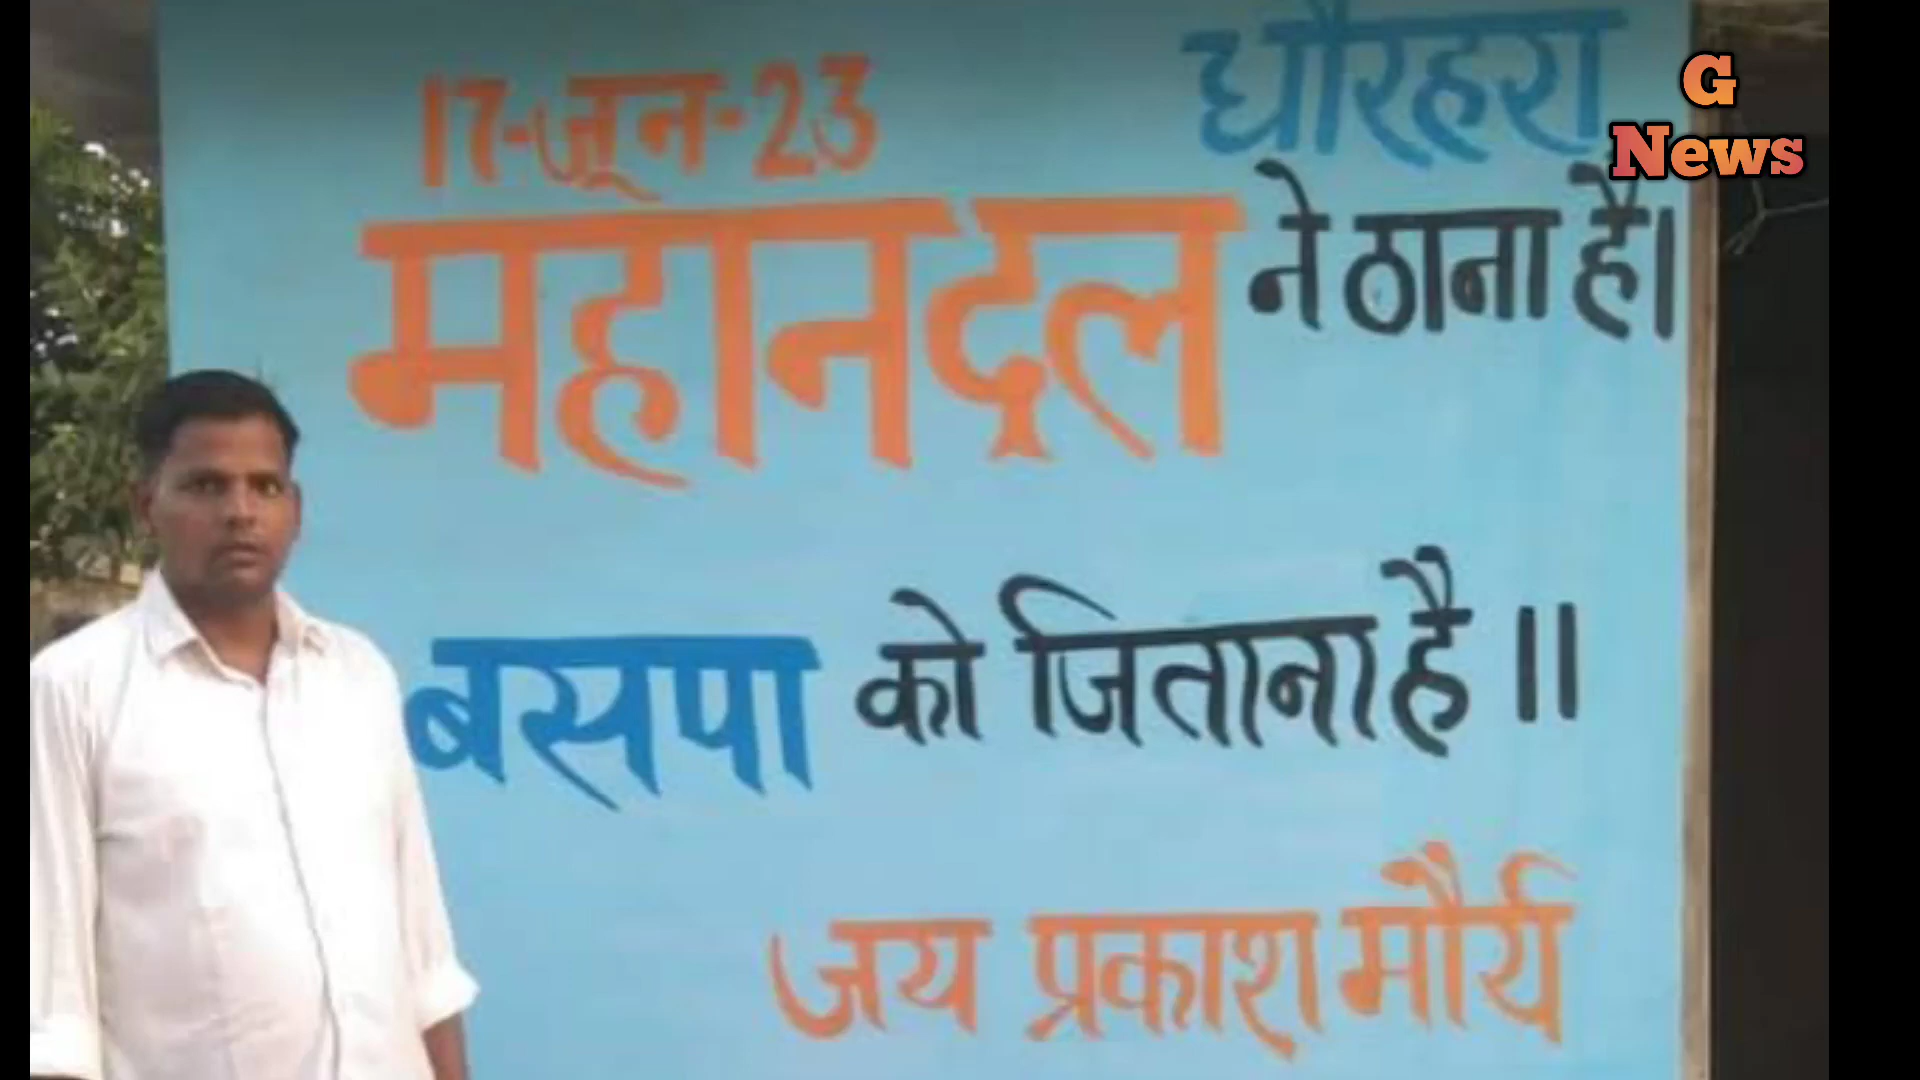 17-जून-23
धौरहरा
G
News
महानदल ने ठाना है।
बसपा को जिताना है ॥
जय प्रकाश मौर्य